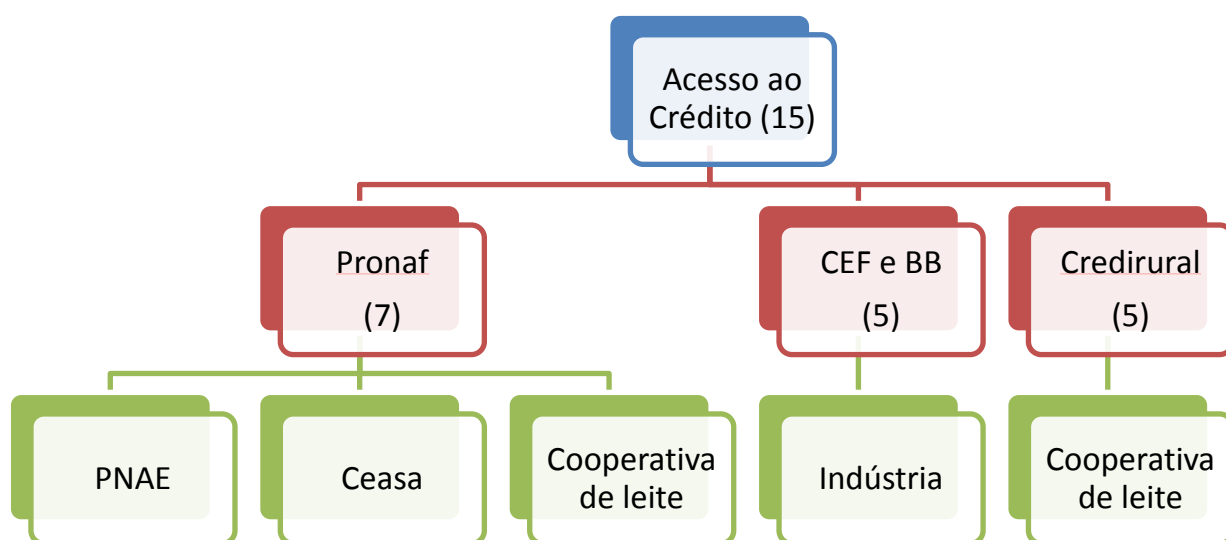 Acesso ao
Crédito (15)
Pronaf
(7)
CEF e BB
(5)
Credirural
(5)
PNAE
Ceasa
Cooperativa
de leite
Indústria
Cooperativa
de leite